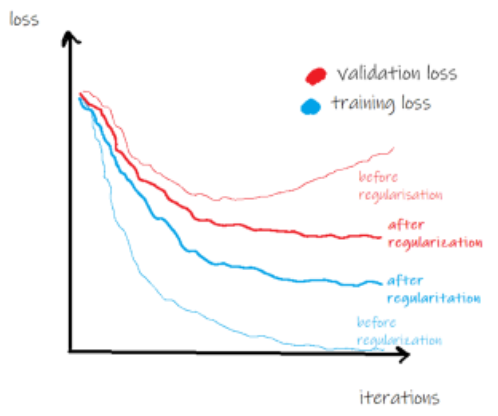 loss
validation loss
training loss
before
regularisation
after
regularization
after
regularitation
before
regularization
iterations